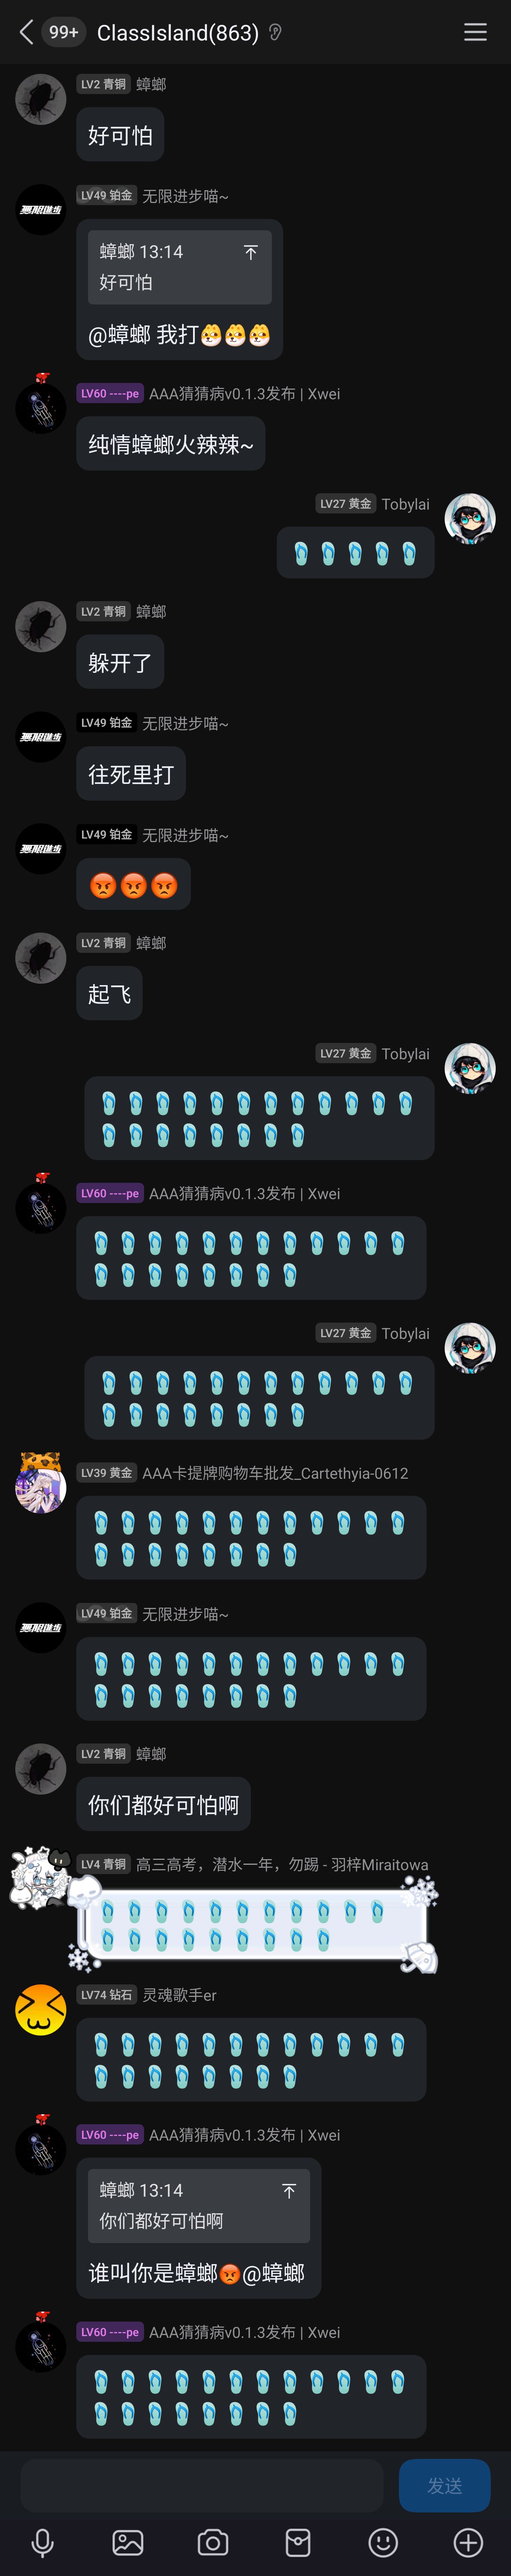 99+ ClassIsland(863)
LV2 青铜 蟑螂
好可怕
LV49 铂金 无限进步喵~
蟑螂 13:14
好可怕
@蟑螂 我打
LV60 ----pe AAA猜猜病v0.1.3发布 | Xwei
纯情蟑螂火辣辣~
LV27 黄金 Tobylai
🩴🩴🩴🩴🩴
LV2 青铜 蟑螂
躲开了
LV49 铂金 无限进步喵~
往死里打
LV49 铂金 无限进步喵~
😡😡😡
LV2 青铜 蟑螂
起飞
LV27 黄金 Tobylai
🩴🩴🩴🩴🩴🩴🩴🩴🩴🩴🩴🩴
🩴🩴🩴🩴🩴🩴🩴🩴
LV60 ----pe AAA猜猜病v0.1.3发布 | Xwei
🩴🩴🩴🩴🩴🩴🩴🩴🩴🩴🩴🩴
🩴🩴🩴🩴🩴🩴🩴🩴
LV27 黄金 Tobylai
🩴🩴🩴🩴🩴🩴🩴🩴🩴🩴🩴🩴
🩴🩴🩴🩴🩴🩴🩴🩴
LV39 黄金 AAA卡提牌购物车批发_Cartethyia-0612
🩴🩴🩴🩴🩴🩴🩴🩴🩴🩴🩴🩴
🩴🩴🩴🩴🩴🩴🩴🩴
LV49 铂金 无限进步喵~
🩴🩴🩴🩴🩴🩴🩴🩴🩴🩴🩴🩴
🩴🩴🩴🩴🩴🩴🩴🩴
LV2 青铜 蟑螂
你们都好可怕啊
LV4 青铜 高三高考，潜水一年，勿踢 - 羽梓Miraitowa
🩴🩴🩴🩴🩴🩴🩴🩴🩴🩴🩴
🩴🩴🩴🩴🩴🩴🩴🩴🩴
LV74 钻石 灵魂歌手er
🩴🩴🩴🩴🩴🩴🩴🩴🩴🩴🩴🩴
🩴🩴🩴🩴🩴🩴🩴🩴
LV60 ----pe AAA猜猜病v0.1.3发布 | Xwei
蟑螂 13:14
你们都好可怕啊
谁叫你是蟑螂😡@蟑螂
LV60 ----pe AAA猜猜病v0.1.3发布 | Xwei
🩴🩴🩴🩴🩴🩴🩴🩴🩴🩴🩴🩴
🩴🩴🩴🩴🩴🩴🩴🩴
发送